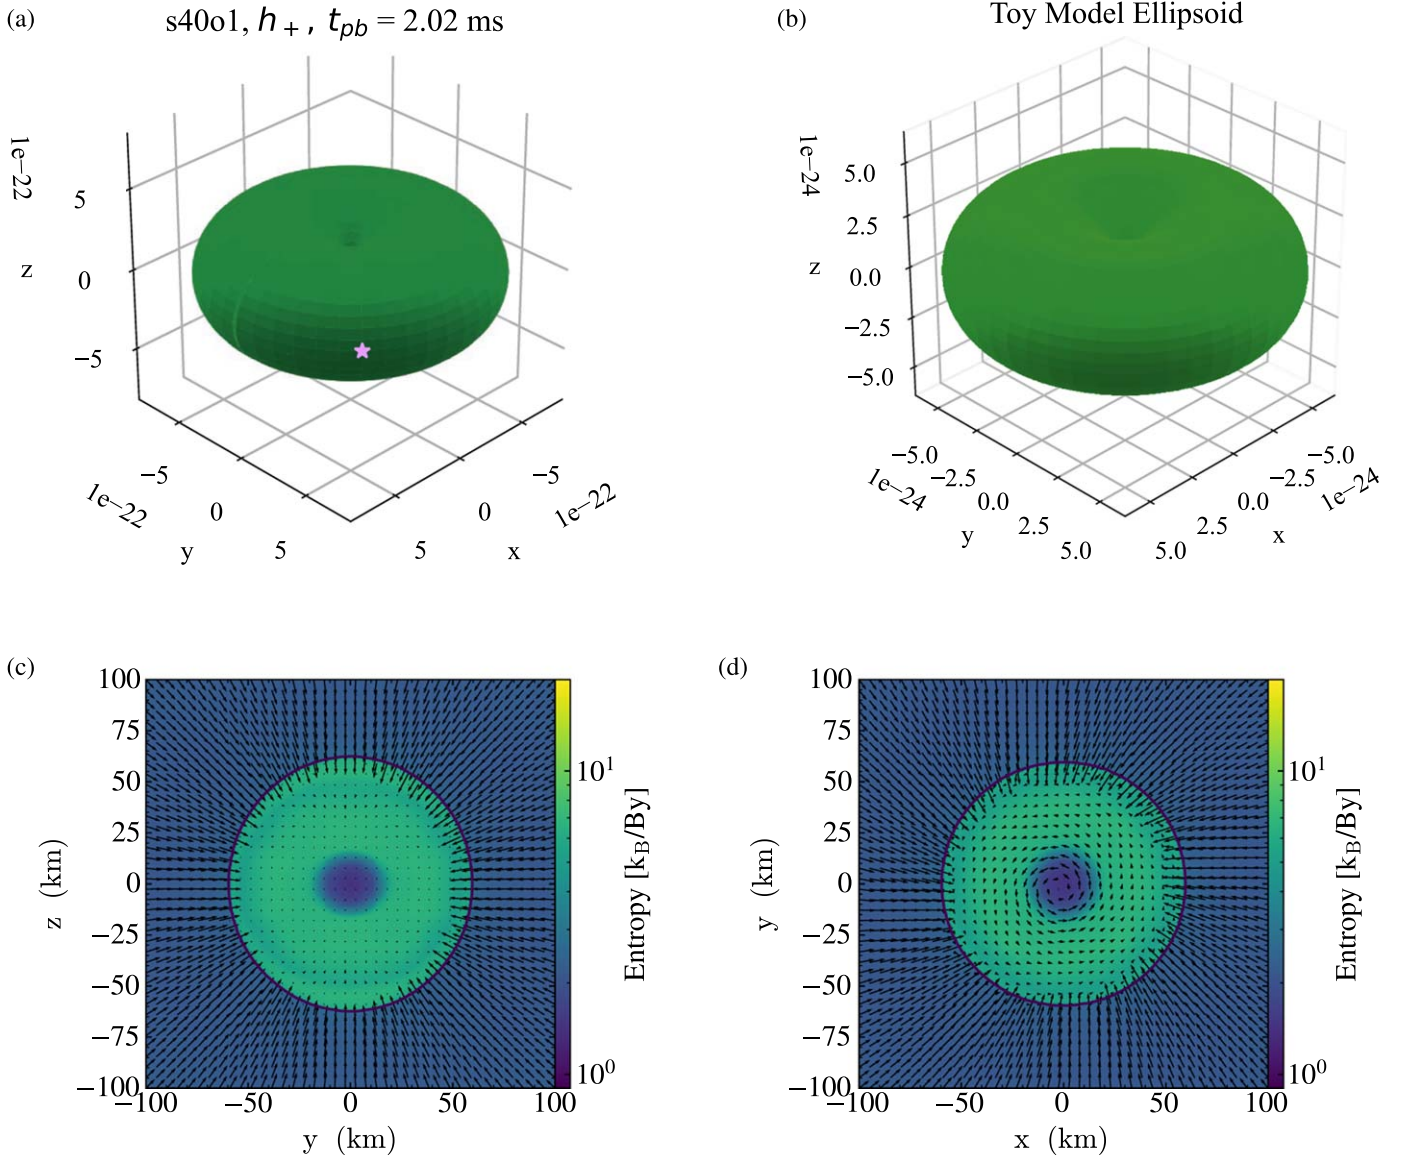 (a)
s40o1, h₊, t_pb = 2.02 ms
1e−22
5
z
0
−5
−5
1e−22
0
y
5
−5
1e−22
0
x
5
(b)
Toy Model Ellipsoid
1e−24
5.0
2.5
z
0.0
−2.5
−5.0
−5.0
1e−24
−2.5
0.0
y
2.5
5.0
−5.0
1e−24
−2.5
0.0
x
2.5
5.0
(c)
100
75
50
25
0
−25
−50
−75
−100
z (km)
−100
−50
0
50
100
y (km)
10¹
10⁰
Entropy [k_B/By]
(d)
100
75
50
25
0
−25
−50
−75
−100
y (km)
−100
−50
0
50
100
x (km)
10¹
10⁰
Entropy [k_B/By]